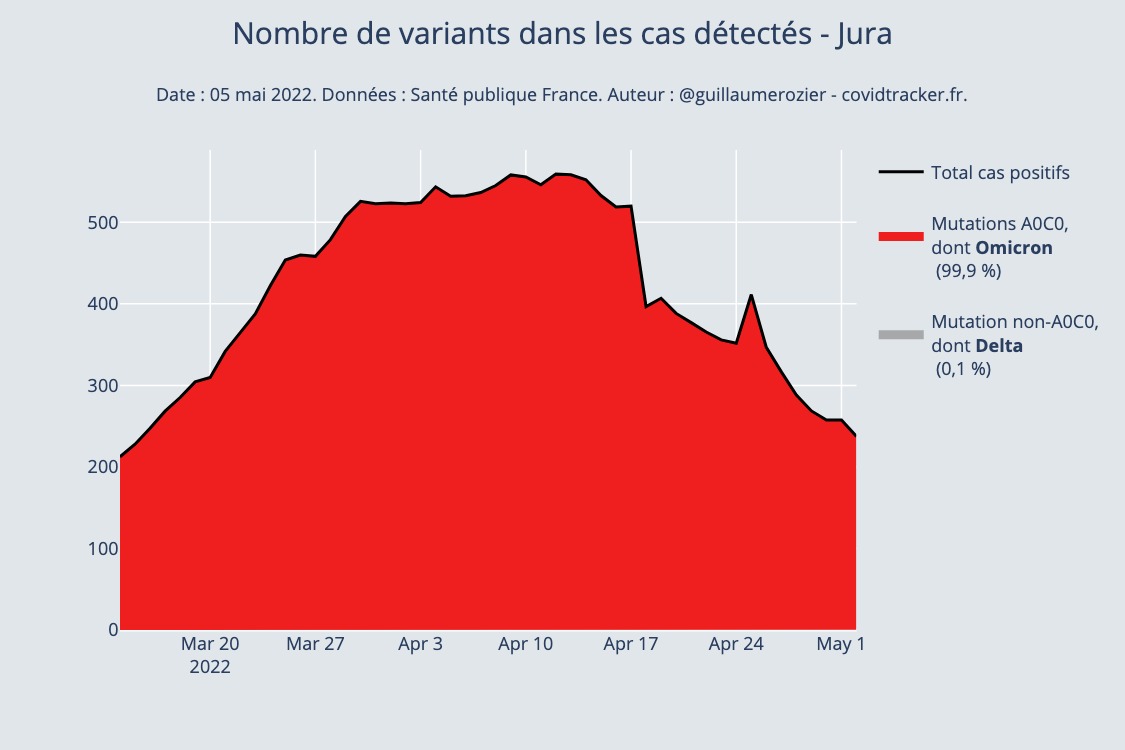 Nombre de variants dans les cas détectés - Jura
Date : 05 mai 2022. Données : Santé publique France. Auteur : @guillaumerozier - covidtracker.fr.
Total cas positifs
Mutations A0C0,
dont Omicron
(99,9 %)
Mutation non-A0C0,
dont Delta
(0,1 %)
500
400
300
200
100
0
Mar 20
2022
Mar 27
Apr 3
Apr 10
Apr 17
Apr 24
May 1